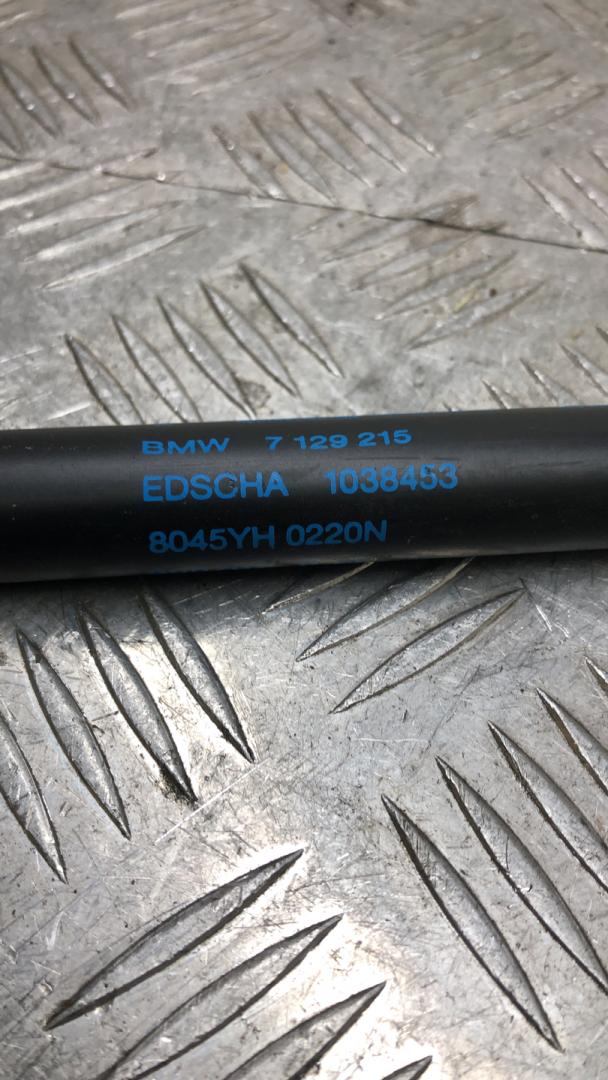 BMW 7 129 215
EDSCHA 1038453
8045YH 0220N